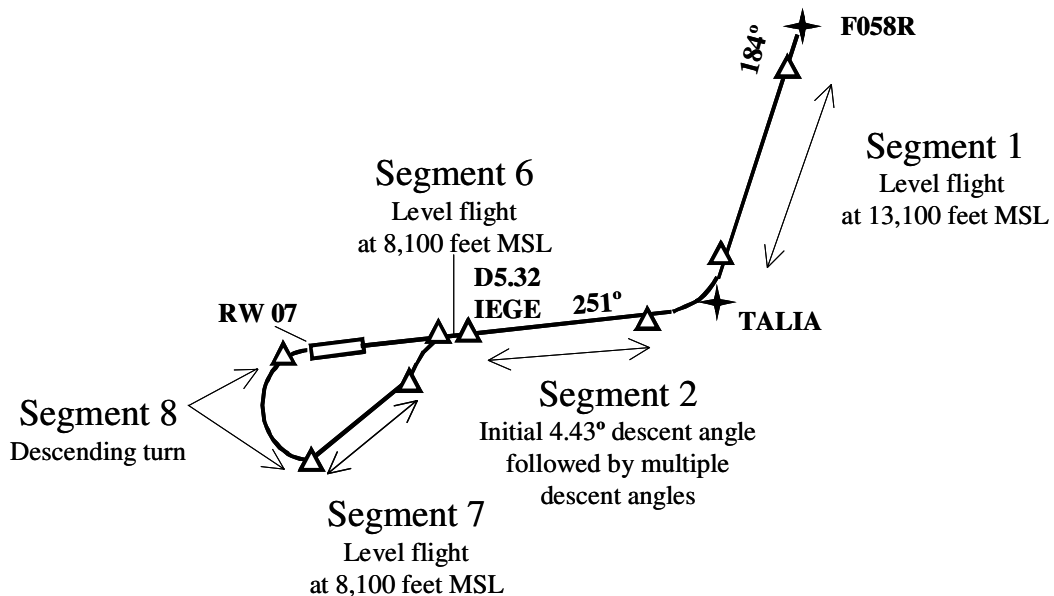 F058R
184º
Segment 1
Level flight
at 13,100 feet MSL
Segment 6
Level flight
at 8,100 feet MSL
D5.32
IEGE
251º
RW 07
TALIA
Segment 2
Initial 4.43º descent angle
followed by multiple
descent angles
Segment 8
Descending turn
Segment 7
Level flight
at 8,100 feet MSL